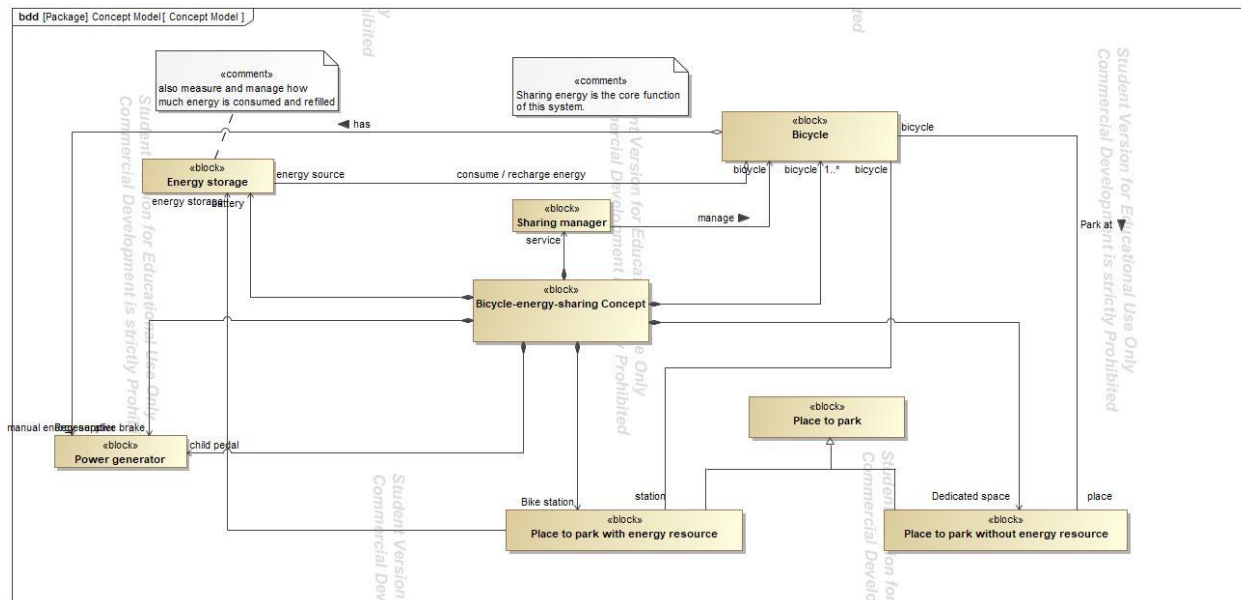 bdd [Package] Concept Model [ Concept Model ]
«comment»
also measure and manage how
much energy is consumed and refilled
«comment»
Sharing energy is the core function
of this system.
has
«block»
Bicycle
bicycle
«block»
Energy storage
energy source
consume / recharge energy
bicycle
bicycle
1..*
bicycle
energy storage
battery
«block»
Sharing manager
manage
service
Park at
«block»
Bicycle-energy-sharing Concept
«block»
Place to park
manual energy
brake
child pedal
«block»
Power generator
Bike station
station
Dedicated space
place
«block»
Place to park with energy resource
«block»
Place to park without energy resource
Student Version for Educational Use Only
Commercial Development is strictly Prohibited